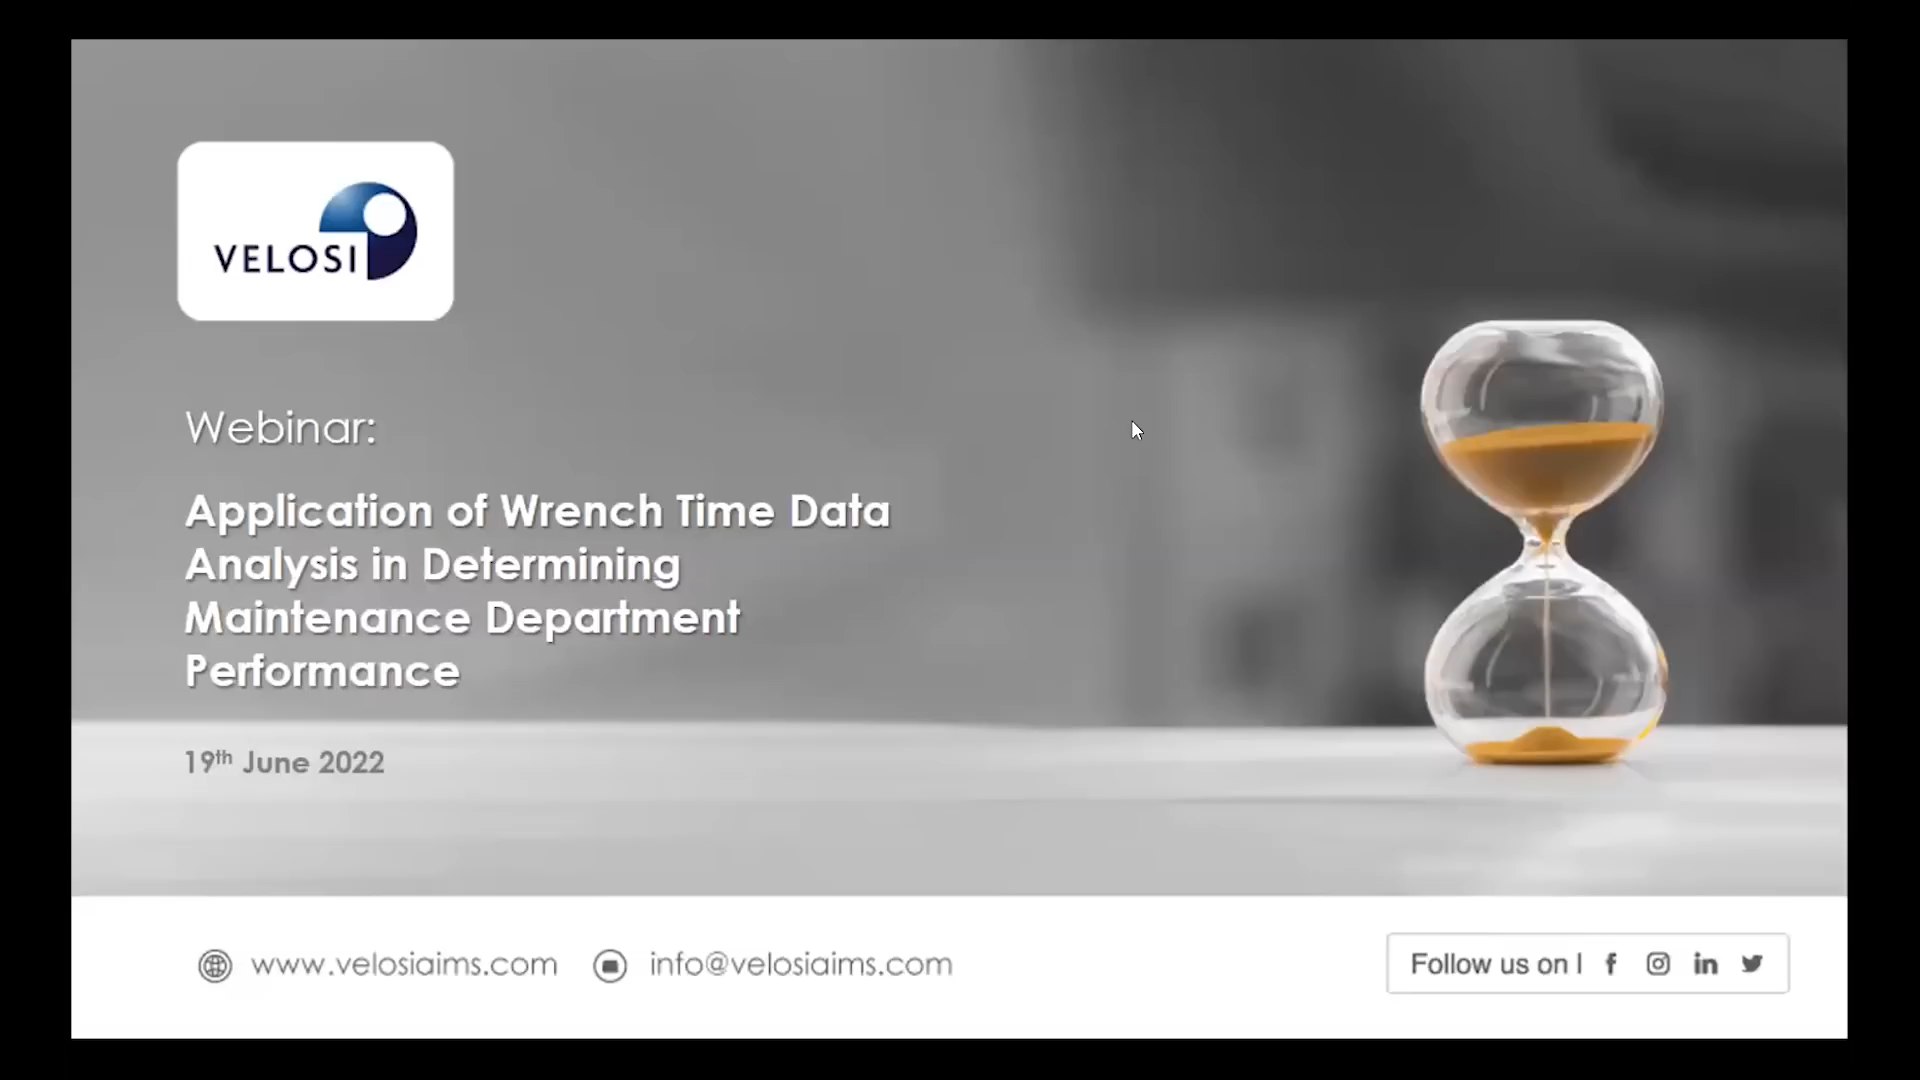 VELOSI
Webinar:
Application of Wrench Time Data
Analysis in Determining
Maintenance Department
Performance
19th June 2022
www.velosiaims.com info@velosiaims.com
Follow us on |